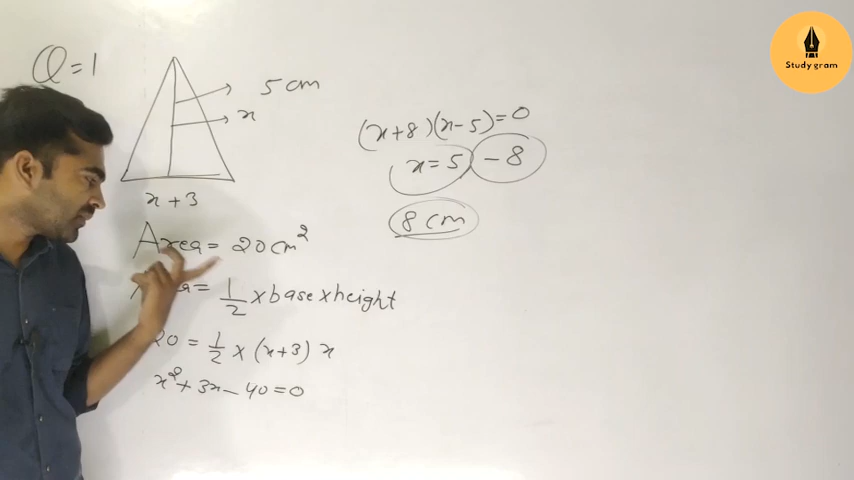 Q=1
5 cm
x
x + 3
Area = 20 cm²
= 1/2 × base × height
20 = 1/2 × (x+3) x
x² + 3x - 40 = 0
(x+8)(x-5)=0
x = 5, -8
8 cm
Study gram